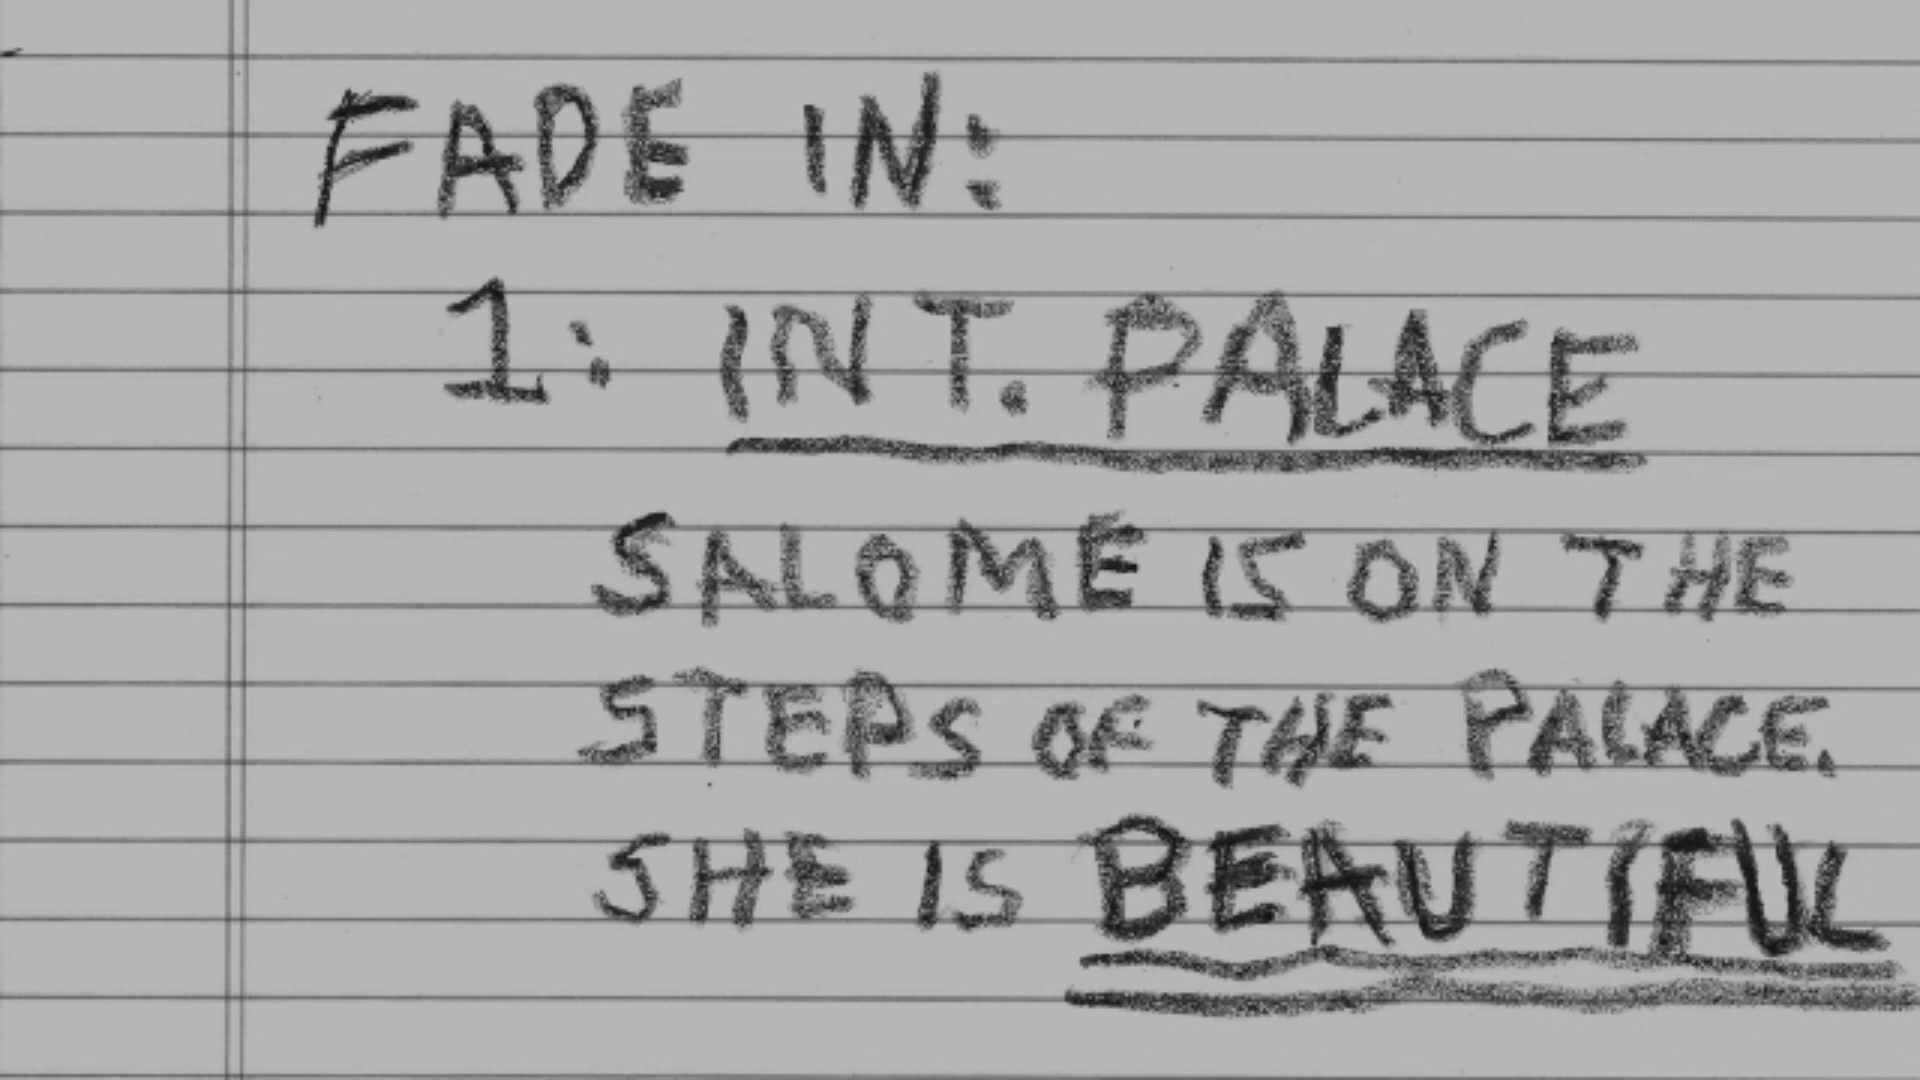 FADE IN:
1: INT. PALACE
SALOME IS ON THE
STEPS OF THE PALACE.
SHE IS BEAUTIFUL